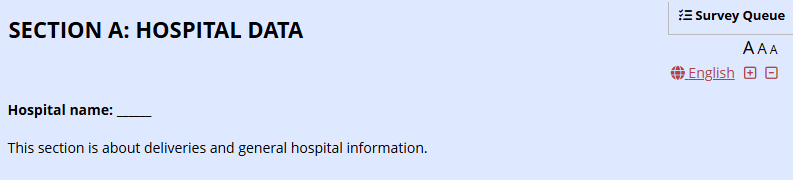 SECTION A: HOSPITAL DATA
Survey Queue
A A A
English
Hospital name: ______
This section is about deliveries and general hospital information.